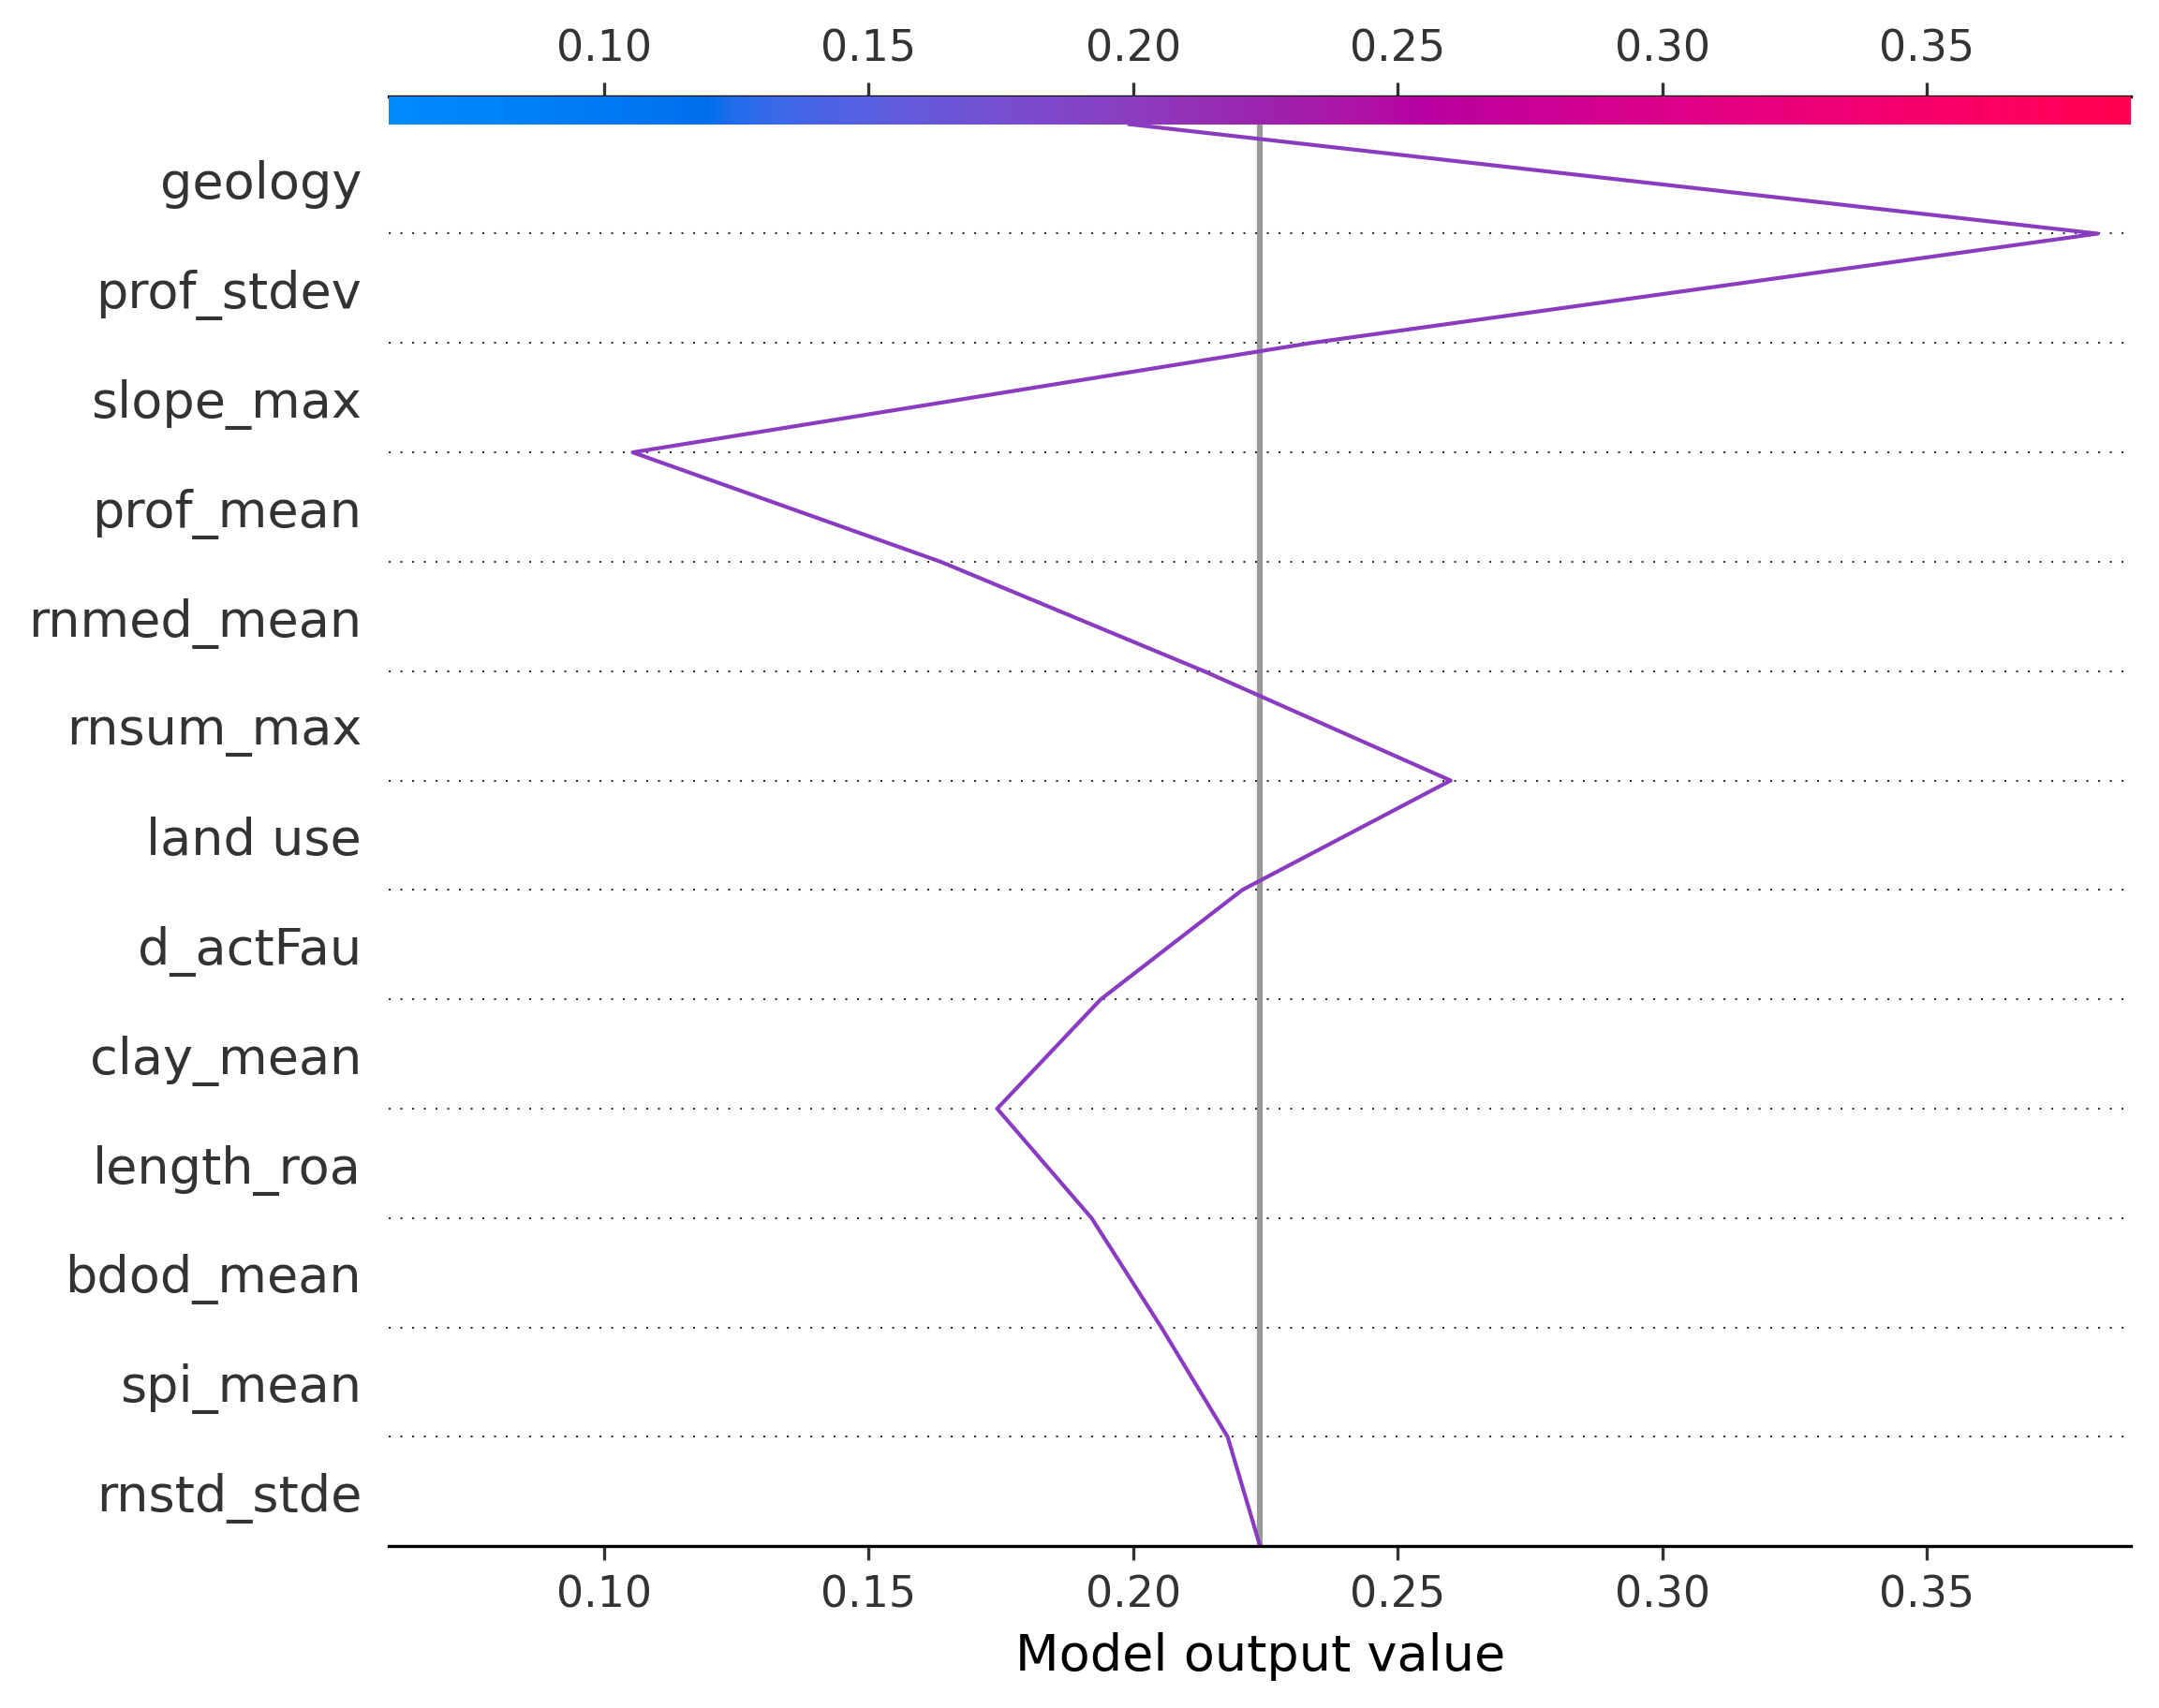 0.10 0.15 0.20 0.25 0.30 0.35
geology
prof_stdev
slope_max
prof_mean
rnmed_mean
rnsum_max
land use
d_actFau
clay_mean
length_roa
bdod_mean
spi_mean
rnstd_stde
0.10 0.15 0.20 0.25 0.30 0.35
Model output value